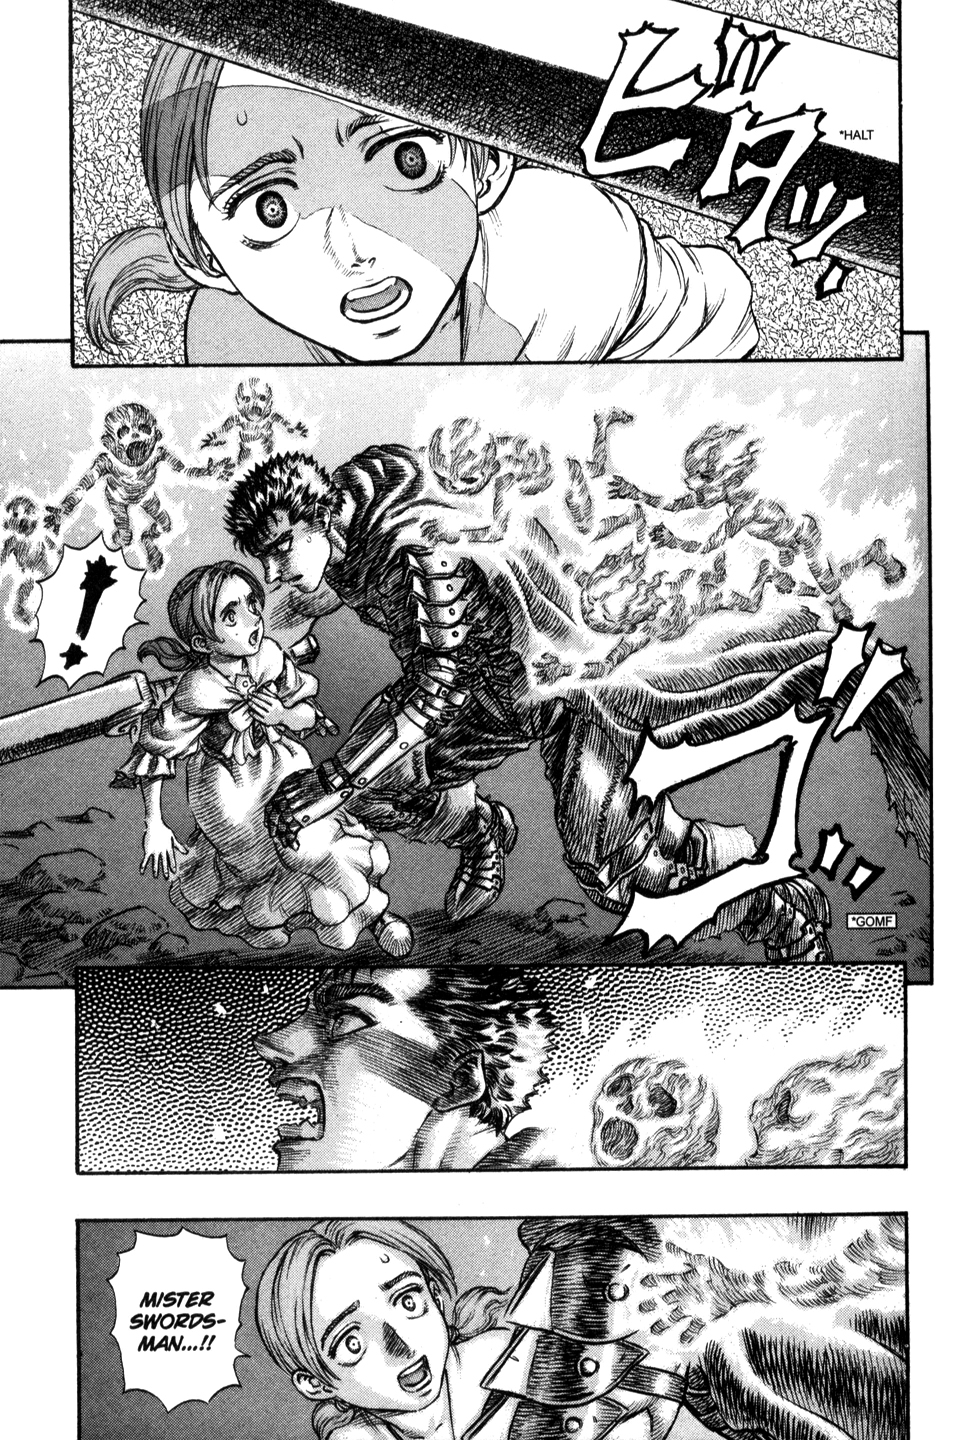 ビタッ
*HALT
!
ゴ
*GOMF
MISTER
SWORDS-
MAN...!!